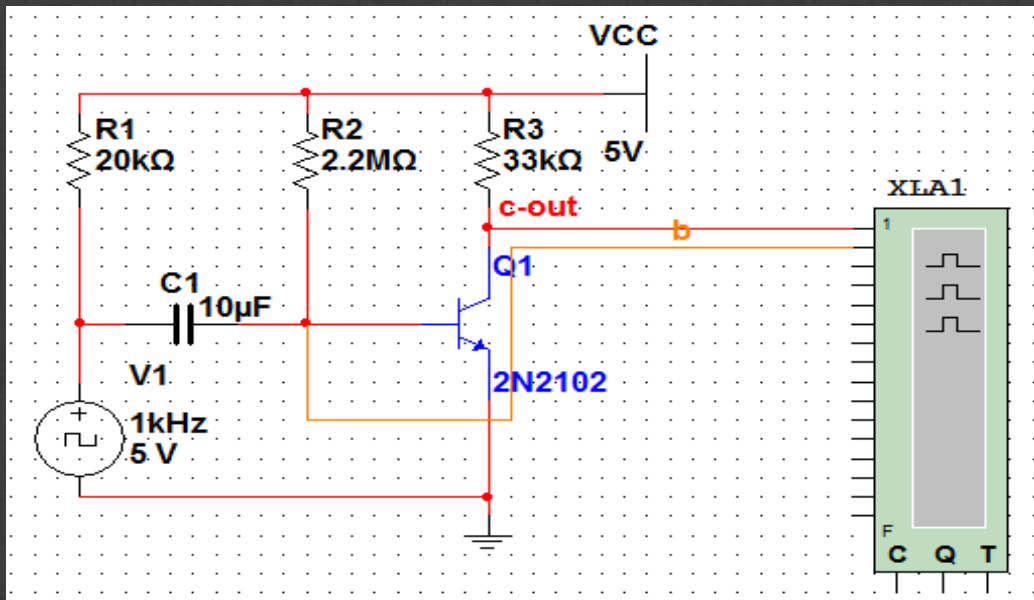 VCC
5V
R1
20kΩ
R2
2.2MΩ
R3
33kΩ
c-out
b
XLA1
1
F
C Q T
Q1
2N2102
C1
10µF
V1
1kHz
5 V